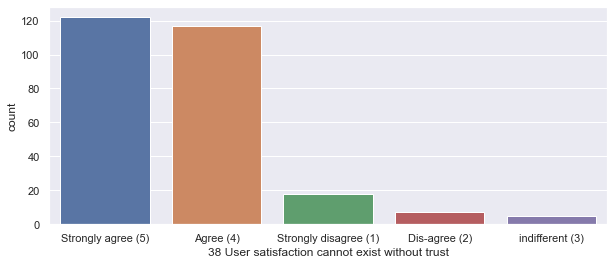 120
100
80
60
40
20
0
count
Strongly agree (5) Agree (4) Strongly disagree (1) Dis-agree (2) indifferent (3)
38 User satisfaction cannot exist without trust